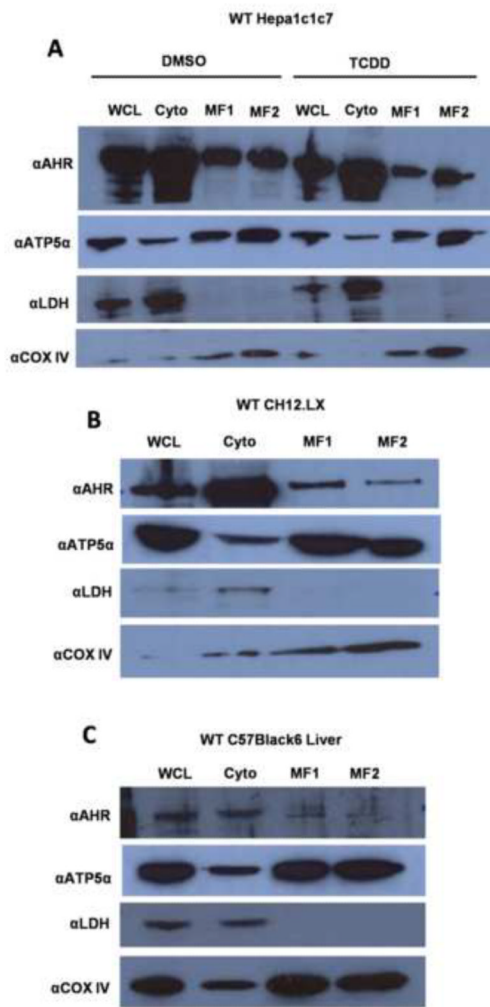 WT Hepa1c1c7
A
DMSO TCDD
WCL Cyto MF1 MF2 WCL Cyto MF1 MF2
αAHR
αATP5α
αLDH
αCOX IV
WT CH12.LX
B
WCL Cyto MF1 MF2
αAHR
αATP5α
αLDH
αCOX IV
C
WT C57Black6 Liver
WCL Cyto MF1 MF2
αAHR
αATP5α
αLDH
αCOX IV